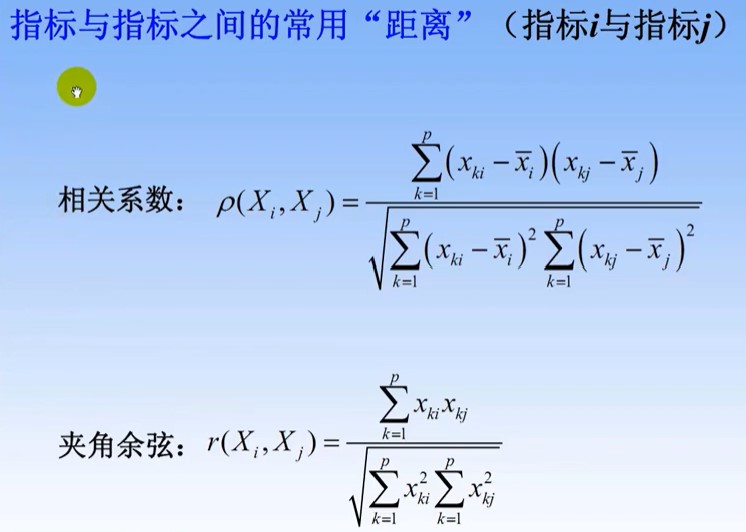 指标与指标之间的常用“距离”（指标i与指标j）
相关系数： ρ(X_i, X_j) = \frac{\sum_{k=1}^{p}(x_{ki} - \overline{x}_i)(x_{kj} - \overline{x}_j)}{\sqrt{\sum_{k=1}^{p}(x_{ki} - \overline{x}_i)^2 \sum_{k=1}^{p}(x_{kj} - \overline{x}_j)^2}}
夹角余弦： r(X_i, X_j) = \frac{\sum_{k=1}^{p} x_{ki} x_{kj}}{\sqrt{\sum_{k=1}^{p} x_{ki}^2 \sum_{k=1}^{p} x_{kj}^2}}